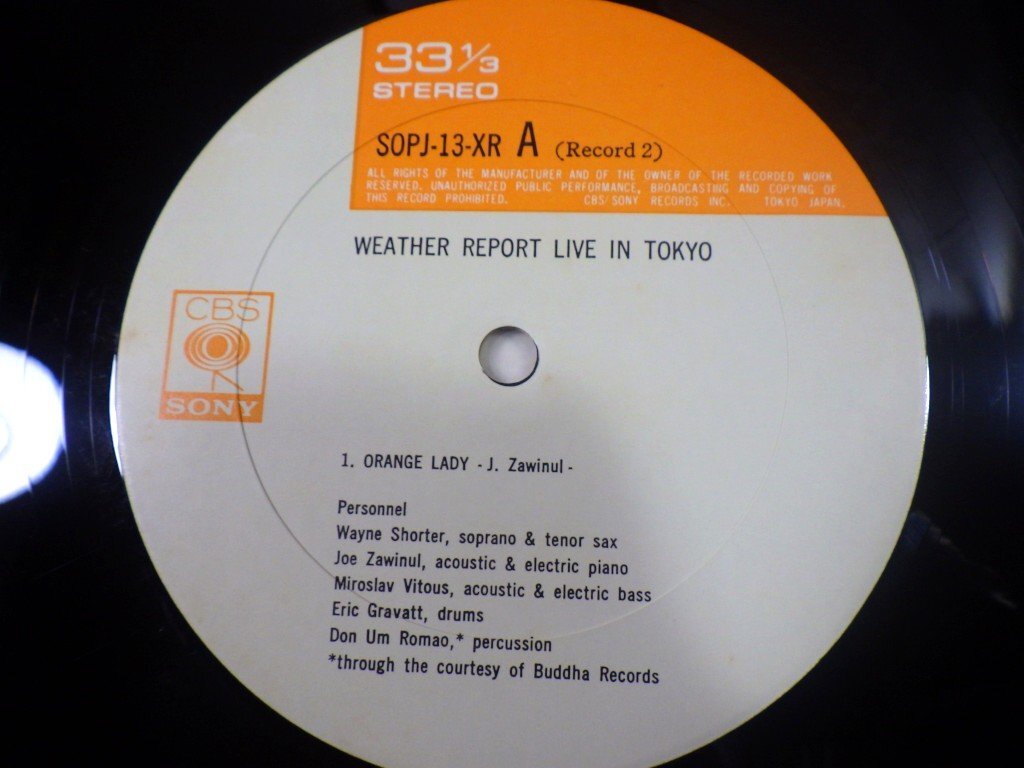 33 1/3
STEREO
SOPJ-13-XR A (Record 2)
ALL RIGHTS OF THE MANUFACTURER AND OF THE OWNER OF THE RECORDED WORK
RESERVED. UNAUTHORIZED PUBLIC PERFORMANCE, BROADCASTING AND COPYING OF
THIS RECORD PROHIBITED. CBS/SONY RECORDS INC. TOKYO JAPAN.
WEATHER REPORT LIVE IN TOKYO
CBS
SONY
1. ORANGE LADY - J. Zawinul -
Personnel
Wayne Shorter, soprano & tenor sax
Joe Zawinul, acoustic & electric piano
Miroslav Vitous, acoustic & electric bass
Eric Gravatt, drums
Don Um Romao,* percussion
*through the courtesy of Buddha Records